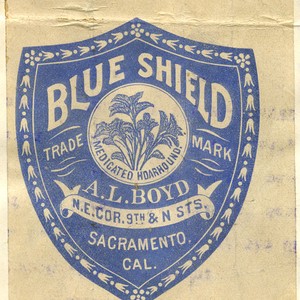 BLUE SHIELD
TRADE MARK
MEDICATED HOARHOUND.
A. L. BOYD
N.E. COR. 9TH & N STS.
SACRAMENTO.
CAL.